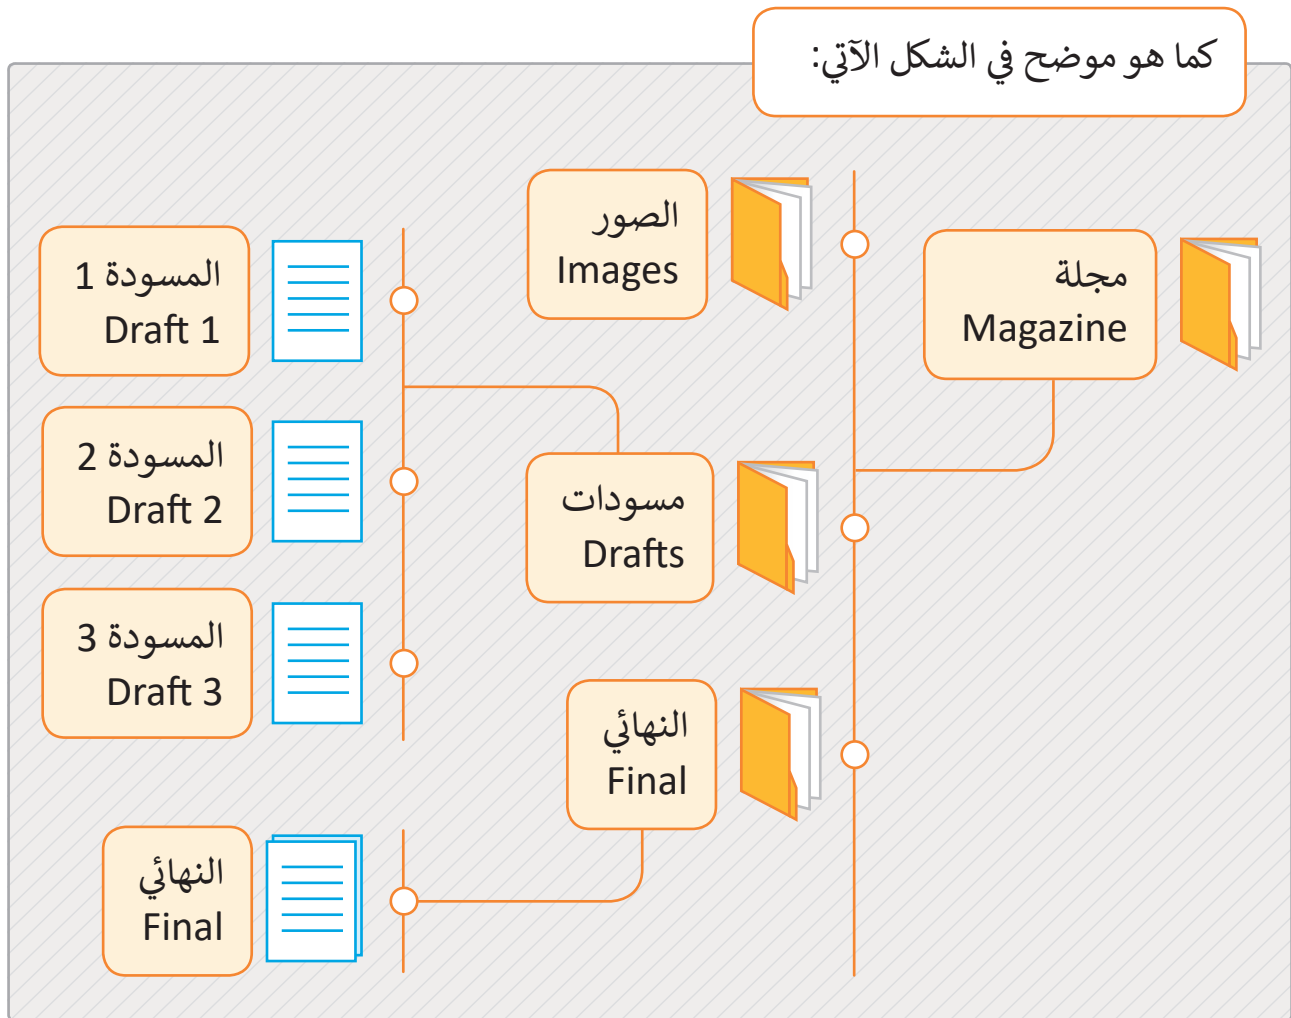 كما هو موضح في الشكل الآتي:
مجلة
Magazine
الصور
Images
مسودات
Drafts
النهائي
Final
المسودة 1
Draft 1
المسودة 2
Draft 2
المسودة 3
Draft 3
النهائي
Final